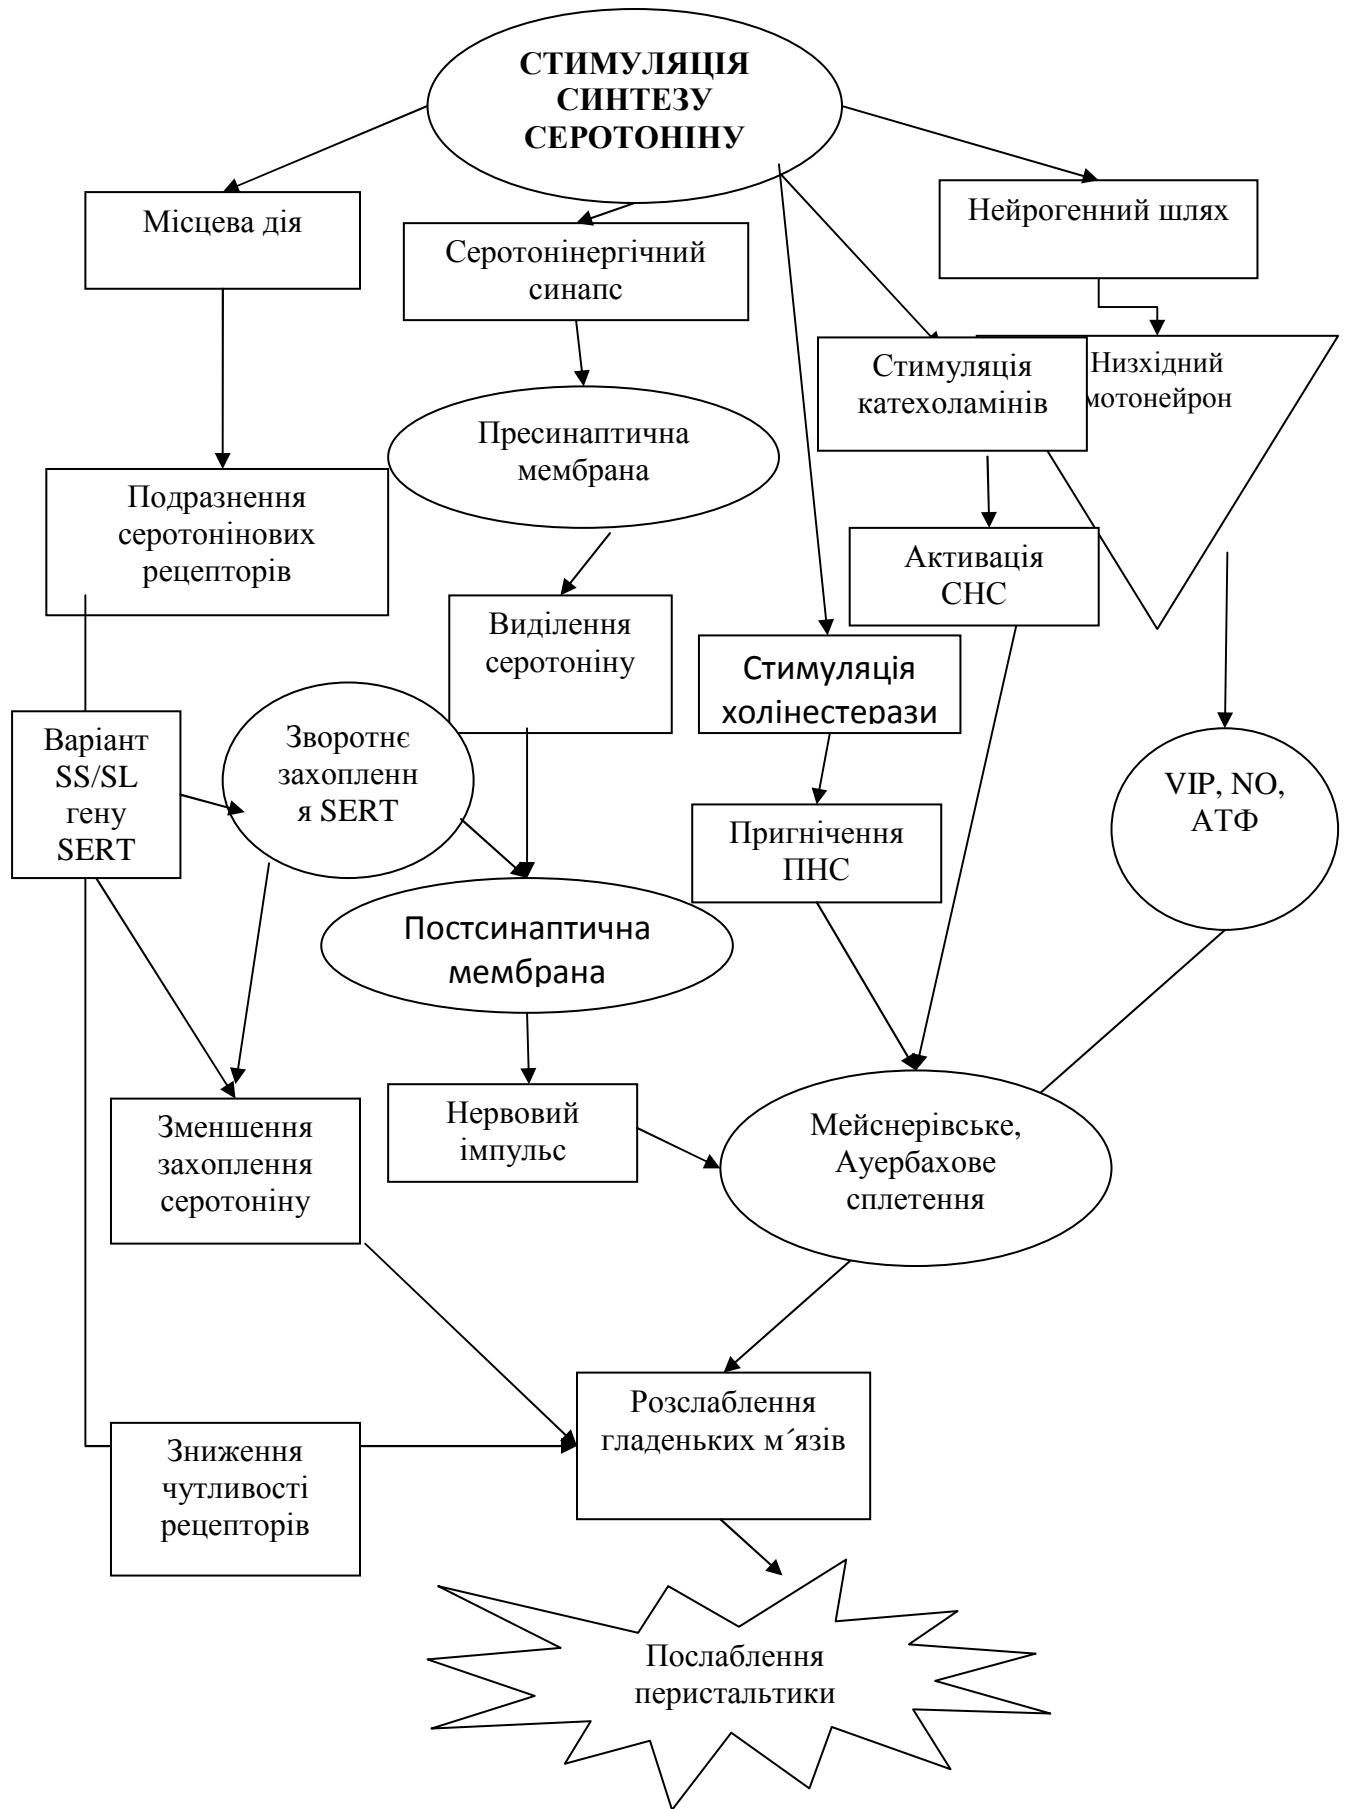 СТИМУЛЯЦІЯ
СИНТЕЗУ
СЕРОТОНІНУ
Місцева дія
Серотонінергічний
синапс
Нейрогенний шлях
Стимуляція
катехоламінів
Низхідний
мотонейрон
Пресинаптична
мембрана
Подразнення
серотонінових
рецепторів
Активація
СНС
Виділення
серотоніну
Стимуляція
холінестерази
Варіант
SS/SL
гену
SERT
Зворотнє
захопленн
я SERT
VIP, NO,
АТФ
Пригнічення
ПНС
Постсинаптична
мембрана
Зменшення
захоплення
серотоніну
Нервовий
імпульс
Мейснерівське,
Ауербахове
сплетення
Розслаблення
гладеньких м´язів
Зниження
чутливості
рецепторів
Послаблення
перистальтики